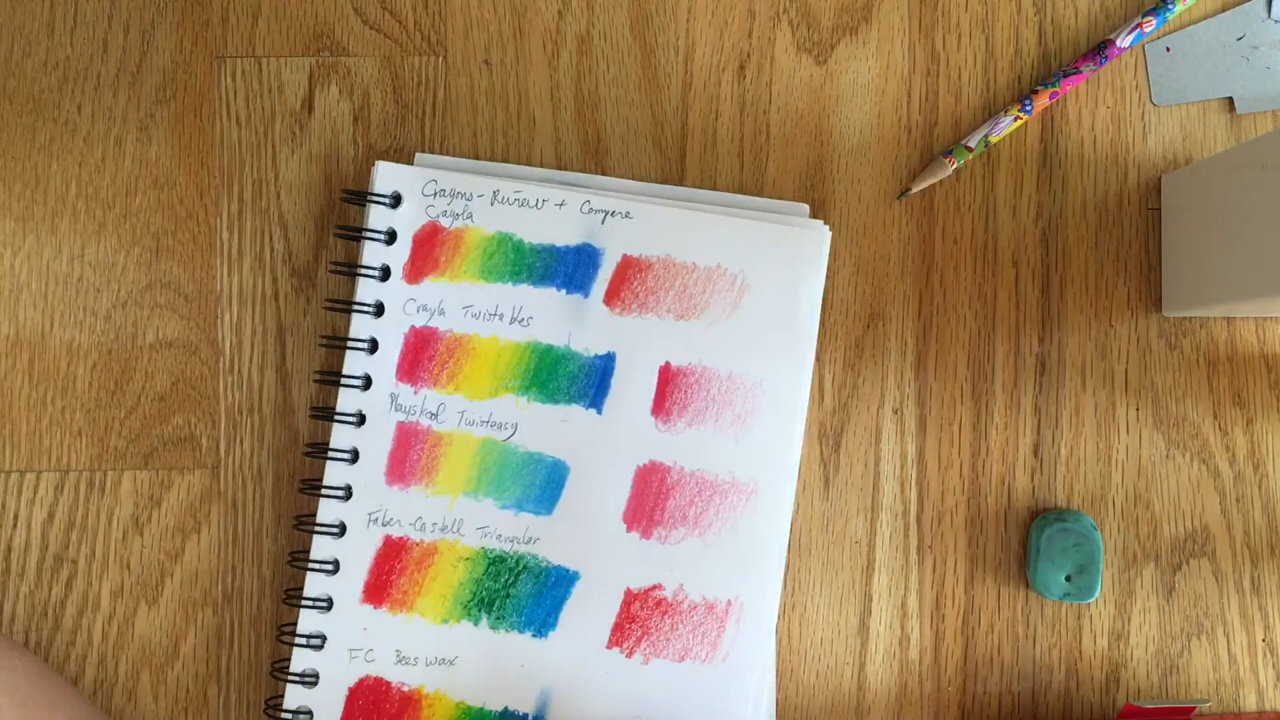 Crayons - Review + Compare
Crayola
Crayla Twistables
Playskool Twisteasy
Faber-Castell Triangular
FC Bees wax